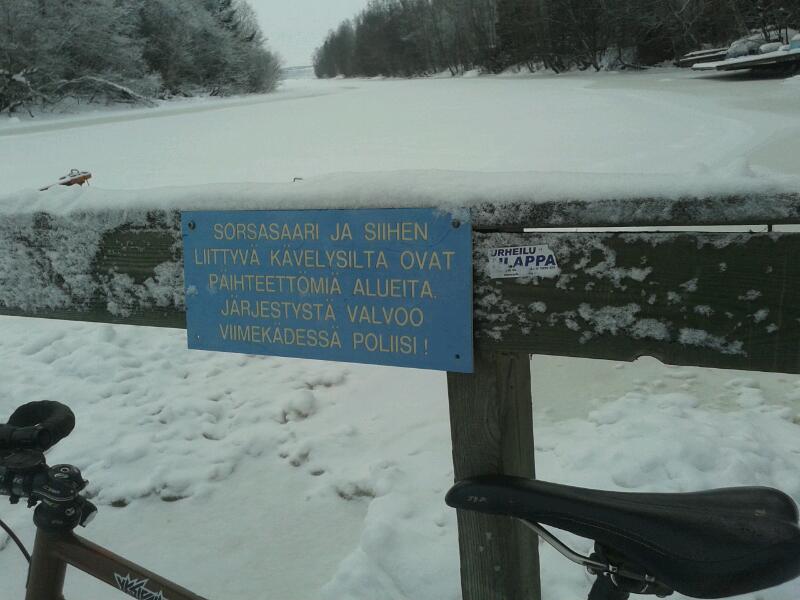 SORSASAARI JA SIIHEN
LIITTYVÄ KÄVELYSILTA OVAT
PÄIHTEETTÖMIÄ ALUEITA.
JÄRJESTYSTÄ VALVOO
VIIMEKÄDESSÄ POLIISI !
URHEILU
LAPPA